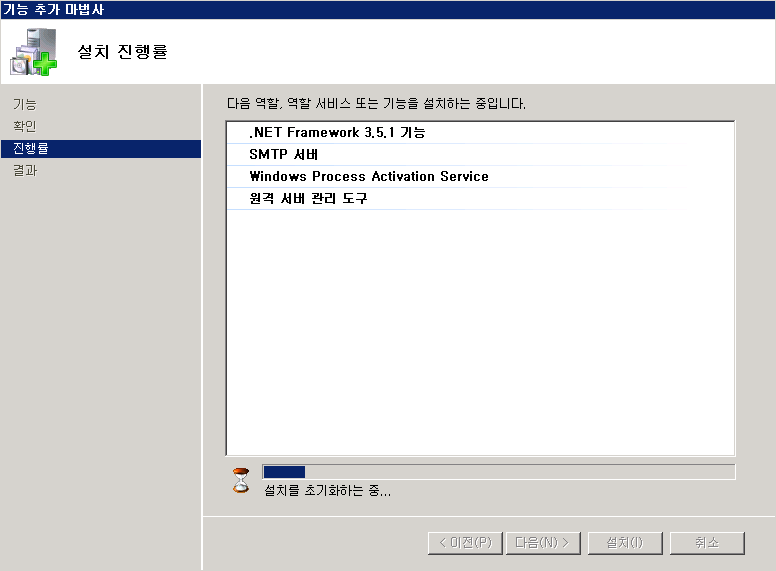 기능 추가 마법사
설치 진행률
기능
확인
진행률
결과
다음 역할, 역할 서비스 또는 기능을 설치하는 중입니다.
.NET Framework 3.5.1 기능
SMTP 서버
Windows Process Activation Service
원격 서버 관리 도구
설치를 초기화하는 중...
< 이전(P)
다음(N) >
설치(I)
취소